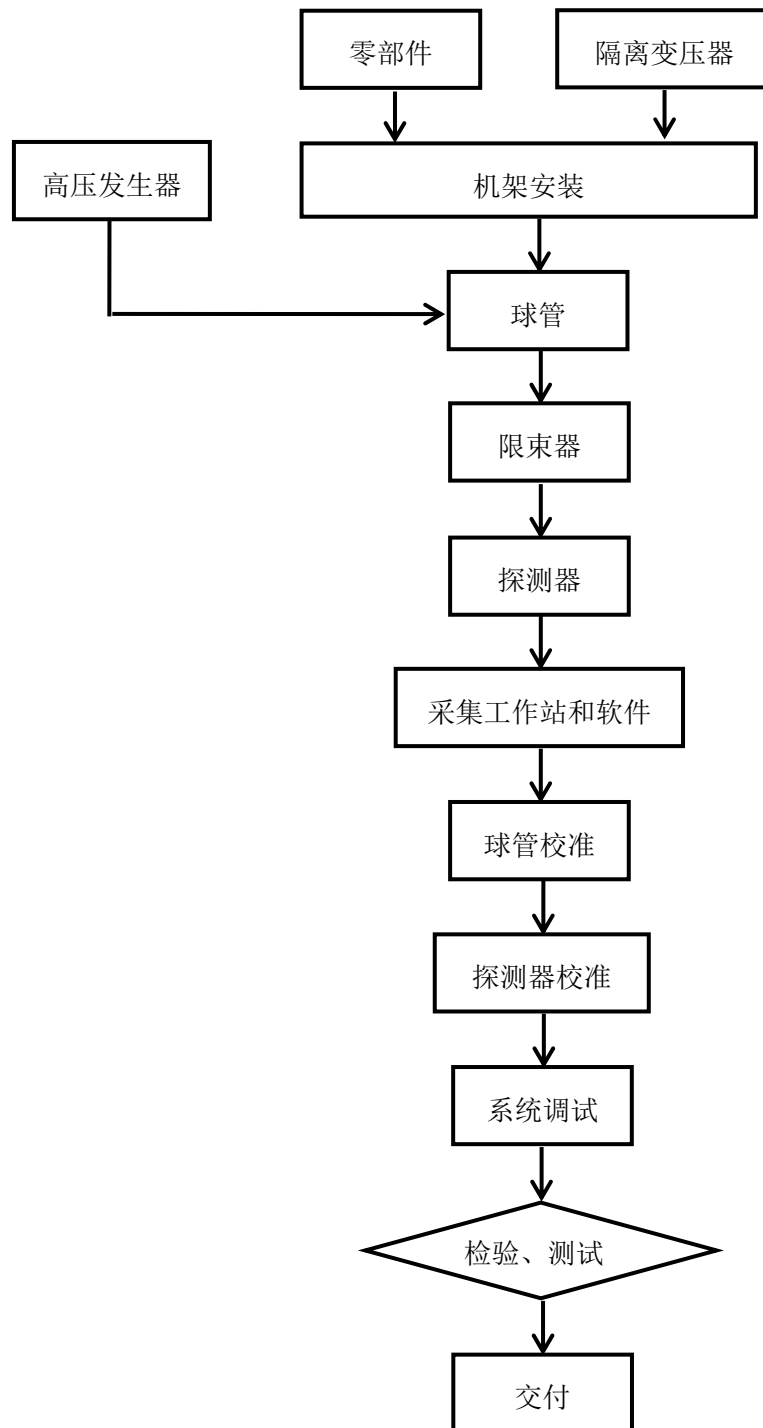 零部件
隔离变压器
高压发生器
机架安装
球管
限束器
探测器
采集工作站和软件
球管校准
探测器校准
系统调试
检验、测试
交付